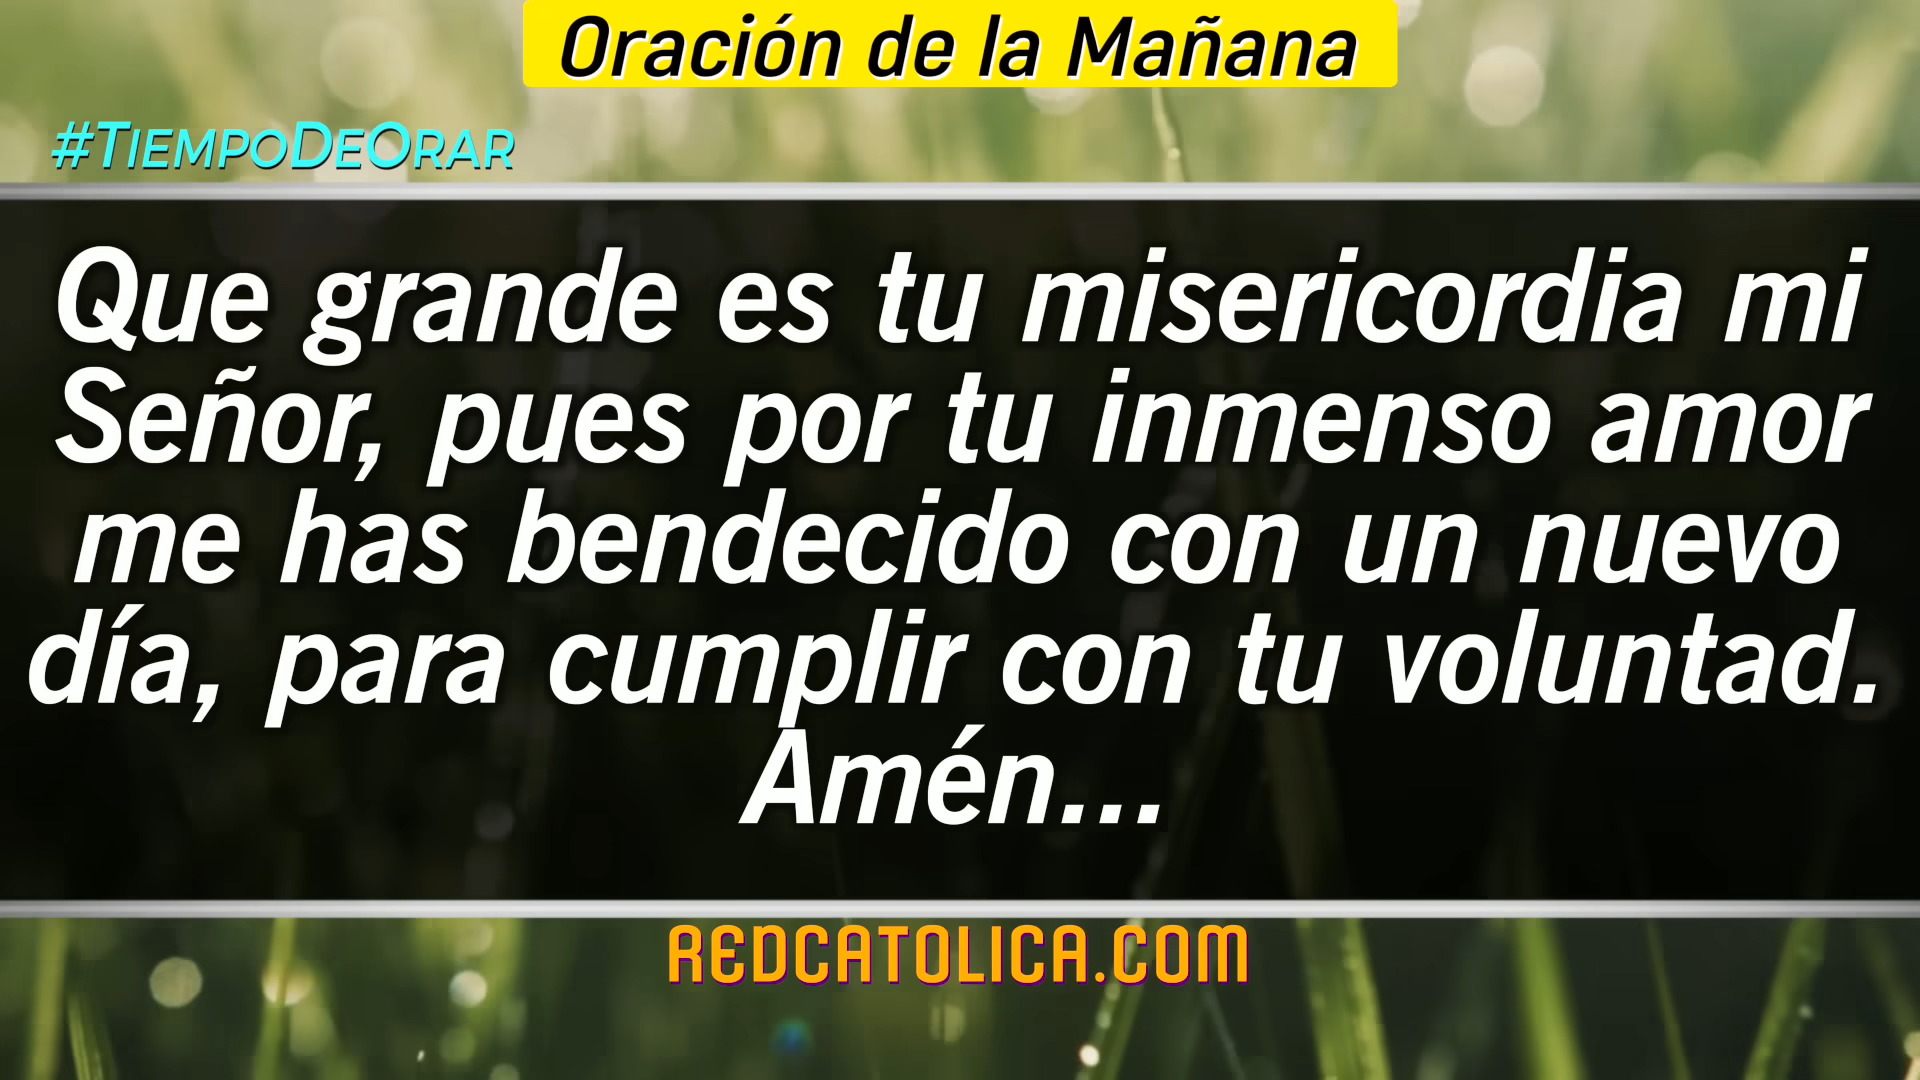 Oración de la Mañana
#TiempoDeOrar
Que grande es tu misericordia mi
Señor, pues por tu inmenso amor
me has bendecido con un nuevo
día, para cumplir con tu voluntad.
Amén...
REDCATOLICA.COM